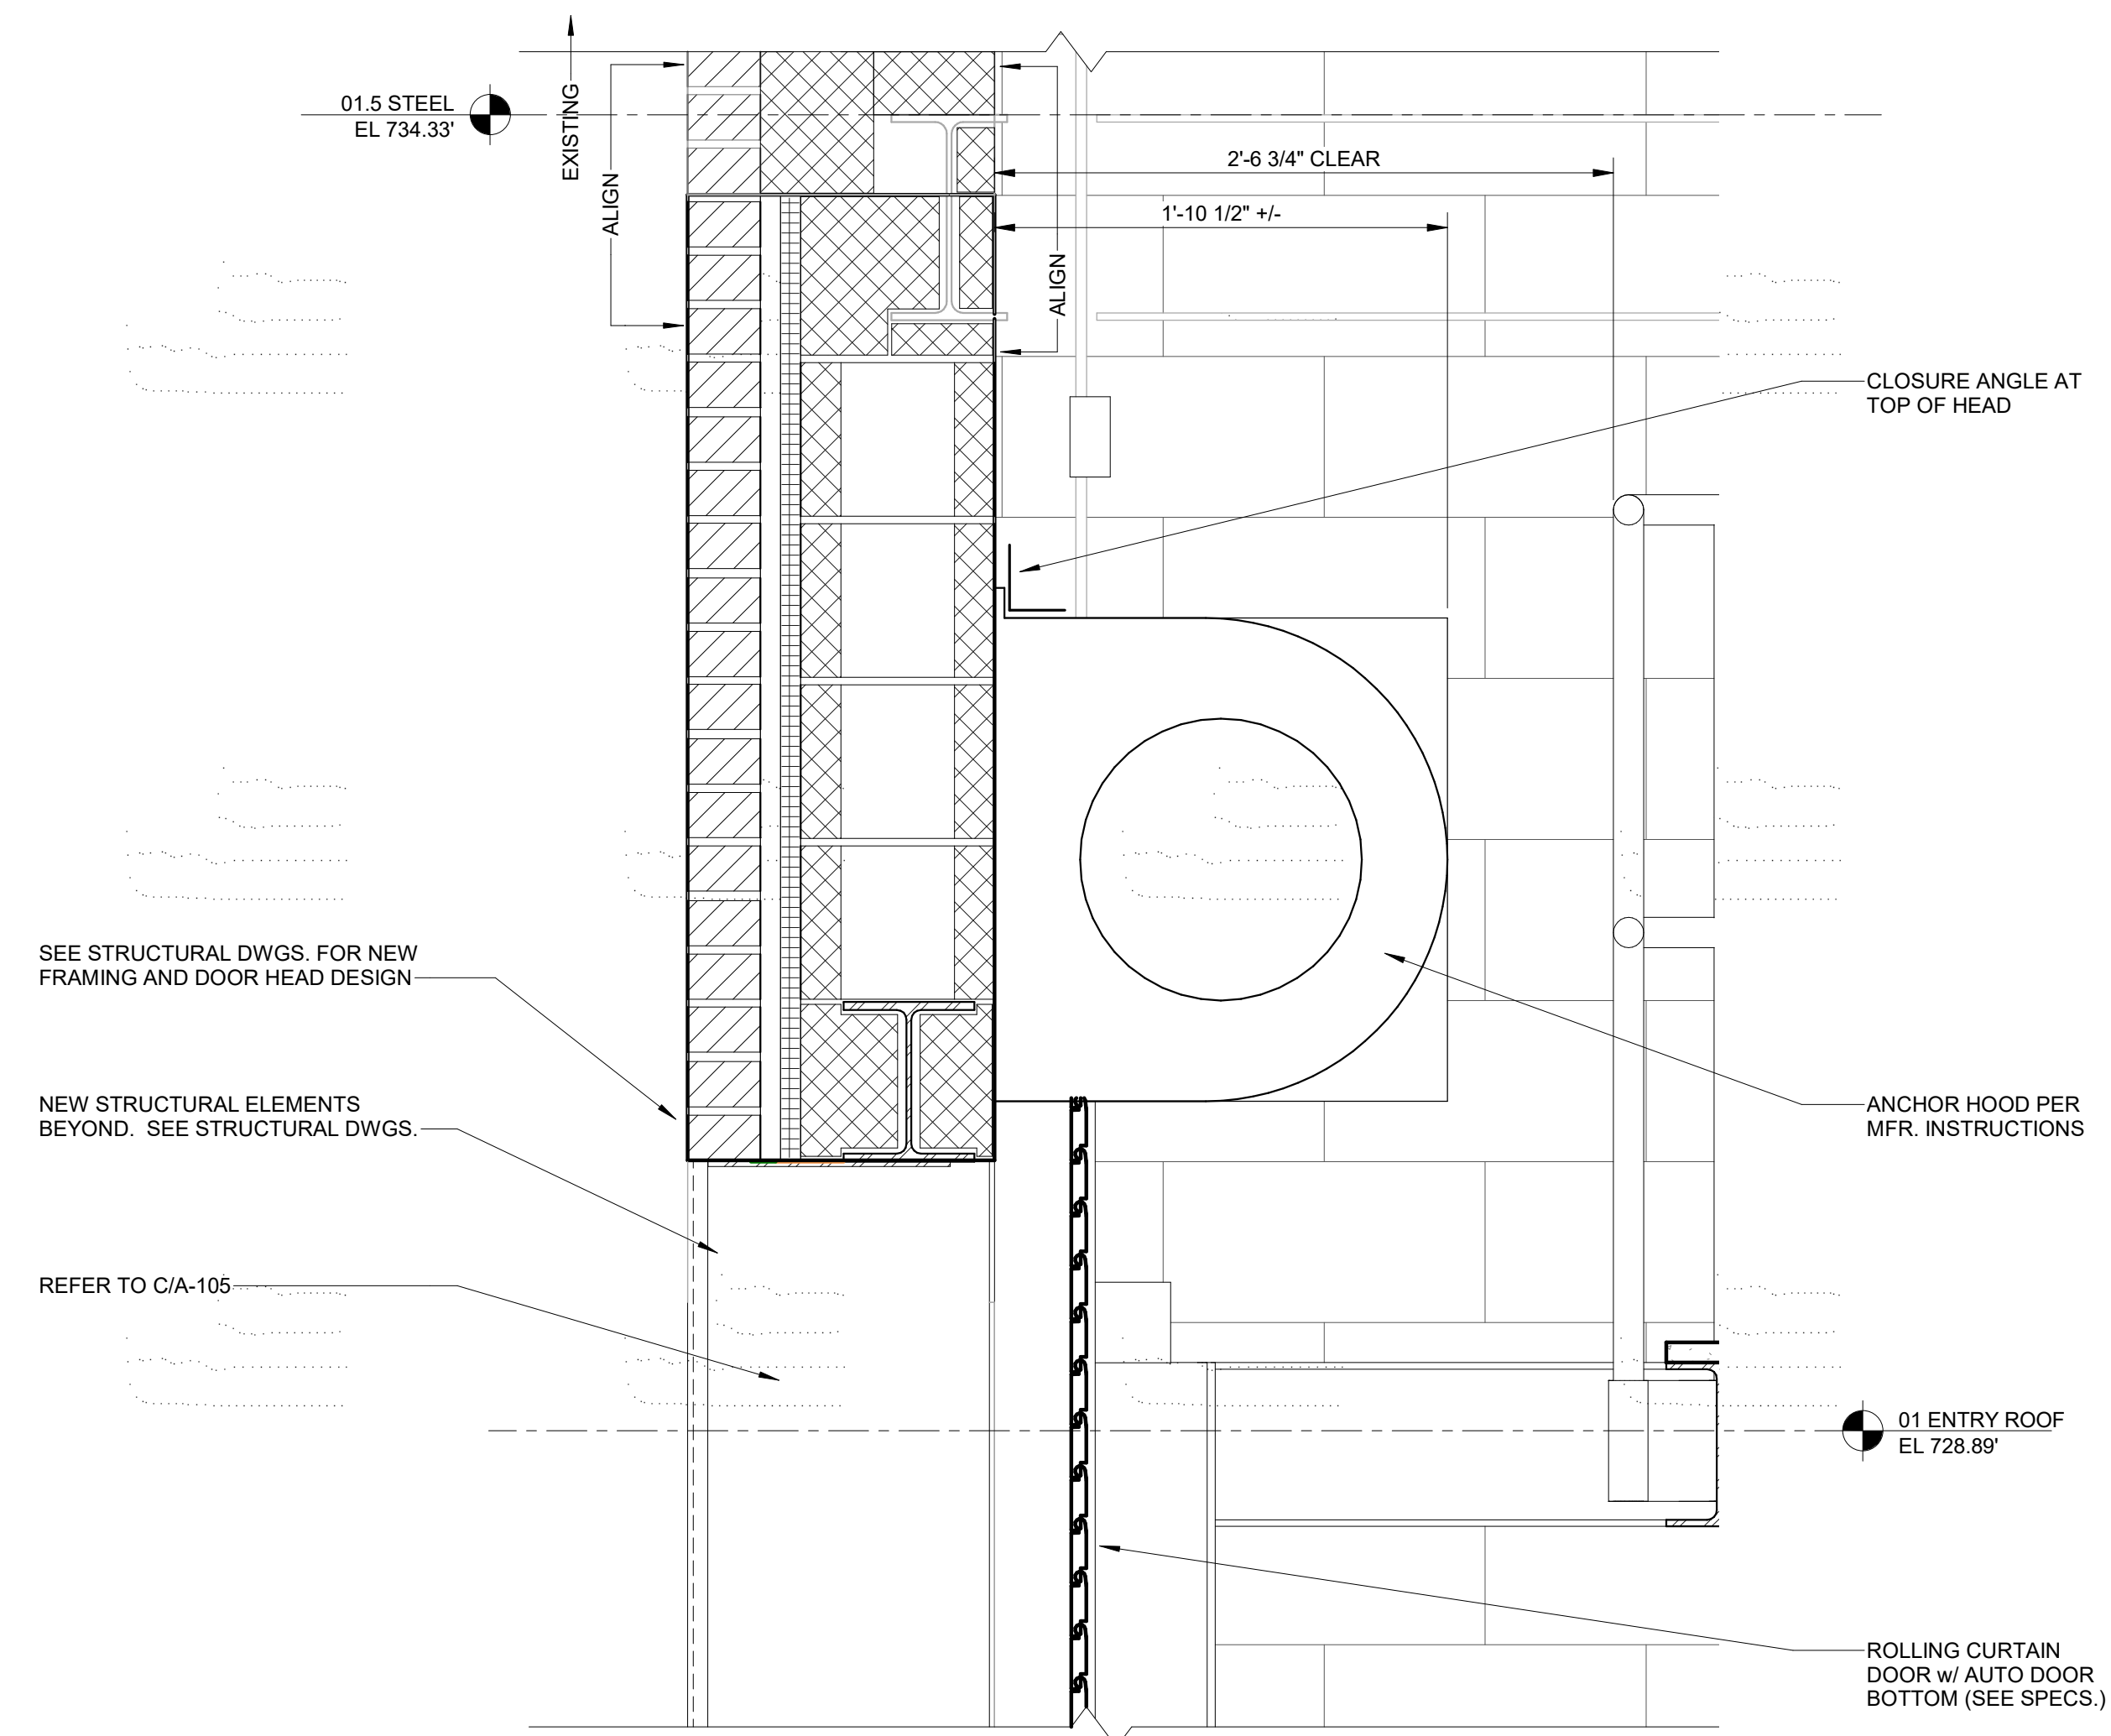 01.5 STEEL
EL 734.33'
EXISTING
ALIGN
2'-6 3/4" CLEAR
1'-10 1/2" +/-
ALIGN
CLOSURE ANGLE AT
TOP OF HEAD
SEE STRUCTURAL DWGS. FOR NEW
FRAMING AND DOOR HEAD DESIGN
NEW STRUCTURAL ELEMENTS
BEYOND.  SEE STRUCTURAL DWGS.
ANCHOR HOOD PER
MFR. INSTRUCTIONS
REFER TO C/A-105
01 ENTRY ROOF
EL 728.89'
ROLLING CURTAIN
DOOR w/ AUTO DOOR
BOTTOM (SEE SPECS.)